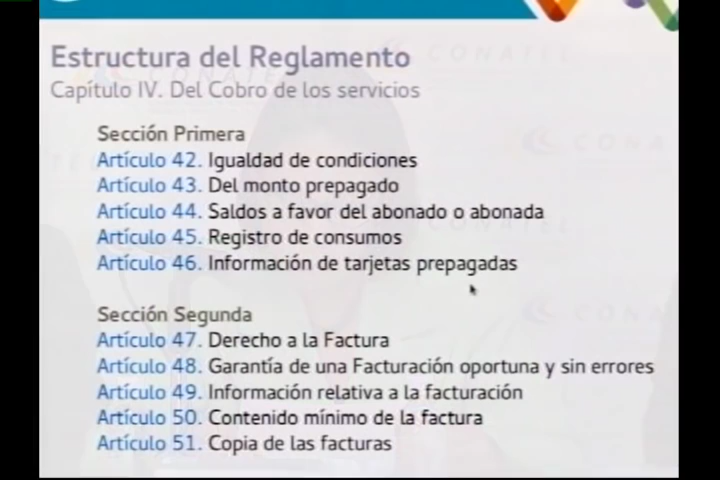 Estructura del Reglamento
Capítulo IV. Del Cobro de los servicios
Sección Primera
Artículo 42. Igualdad de condiciones
Artículo 43. Del monto prepagado
Artículo 44. Saldos a favor del abonado o abonada
Artículo 45. Registro de consumos
Artículo 46. Información de tarjetas prepagadas
Sección Segunda
Artículo 47. Derecho a la Factura
Artículo 48. Garantía de una Facturación oportuna y sin errores
Artículo 49. Información relativa a la facturación
Artículo 50. Contenido mínimo de la factura
Artículo 51. Copia de las facturas
CONATEL
CONATEL
CONATEL